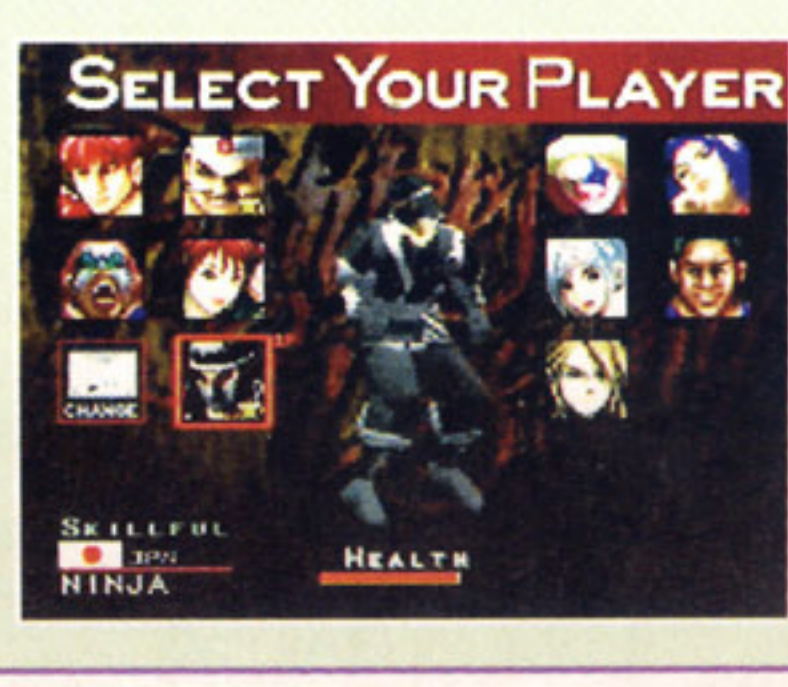 SELECT YOUR PLAYER
CHANGE
SKILLFUL
JPN
NINJA
HEALTH